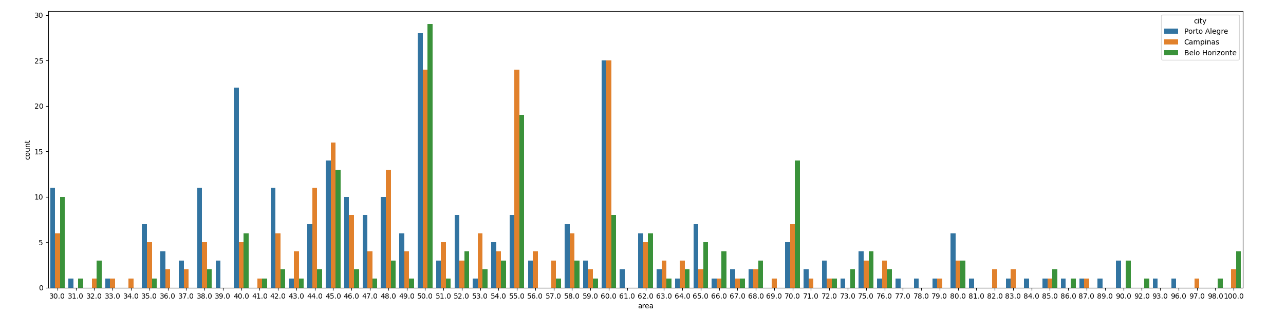 city
Porto Alegre
Campinas
Belo Horizonte
30
25
20
15
10
5
0
count
30.0 31.0 32.0 33.0 34.0 35.0 36.0 37.0 38.0 39.0 40.0 41.0 42.0 43.0 44.0 45.0 46.0 47.0 48.0 49.0 50.0 51.0 52.0 53.0 54.0 55.0 56.0 57.0 58.0 59.0 60.0 61.0 62.0 63.0 64.0 65.0 66.0 67.0 68.0 69.0 70.0 71.0 72.0 73.0 75.0 76.0 77.0 78.0 79.0 80.0 81.0 82.0 83.0 84.0 85.0 86.0 87.0 89.0 90.0 92.0 93.0 96.0 97.0 98.0 100.0
area